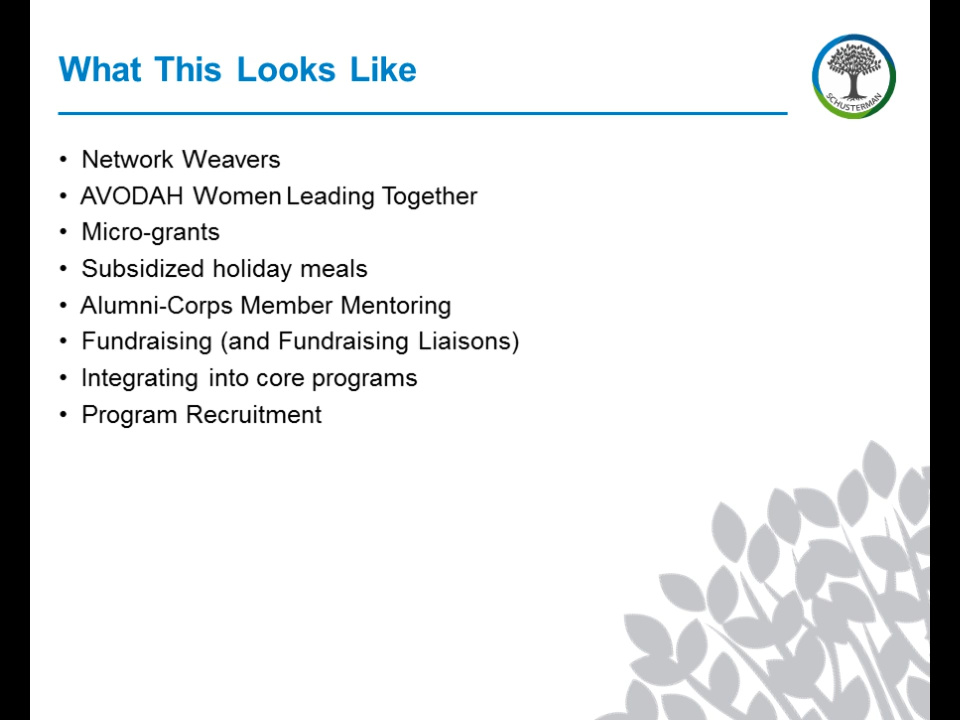 What This Looks Like
SCHUSTERMAN
• Network Weavers
• AVODAH Women Leading Together
• Micro-grants
• Subsidized holiday meals
• Alumni-Corps Member Mentoring
• Fundraising (and Fundraising Liaisons)
• Integrating into core programs
• Program Recruitment